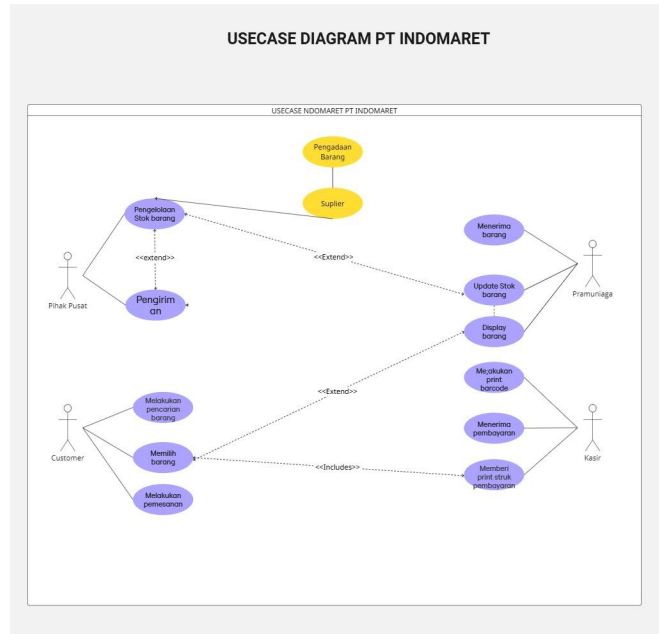 USECASE DIAGRAM PT INDOMARET
USECASE NDOMARET PT INDOMARET
Pengadaan
Barang
Suplier
Pengelolaan
Stok barang
<<extend>>
Pengirim
an
Pihak Pusat
<<Extend>>
Menerima
barang
Update Stok
barang
Display
barang
Pramuniaga
<<Extend>>
Melakukan
pencarian
barang
Memilih
barang
Melakukan
pemesanan
Customer
<<Includes>>
Me;akukan
print
barcode
Menerima
pembayaran
Memberi
print struk
pembayaran
Kasir